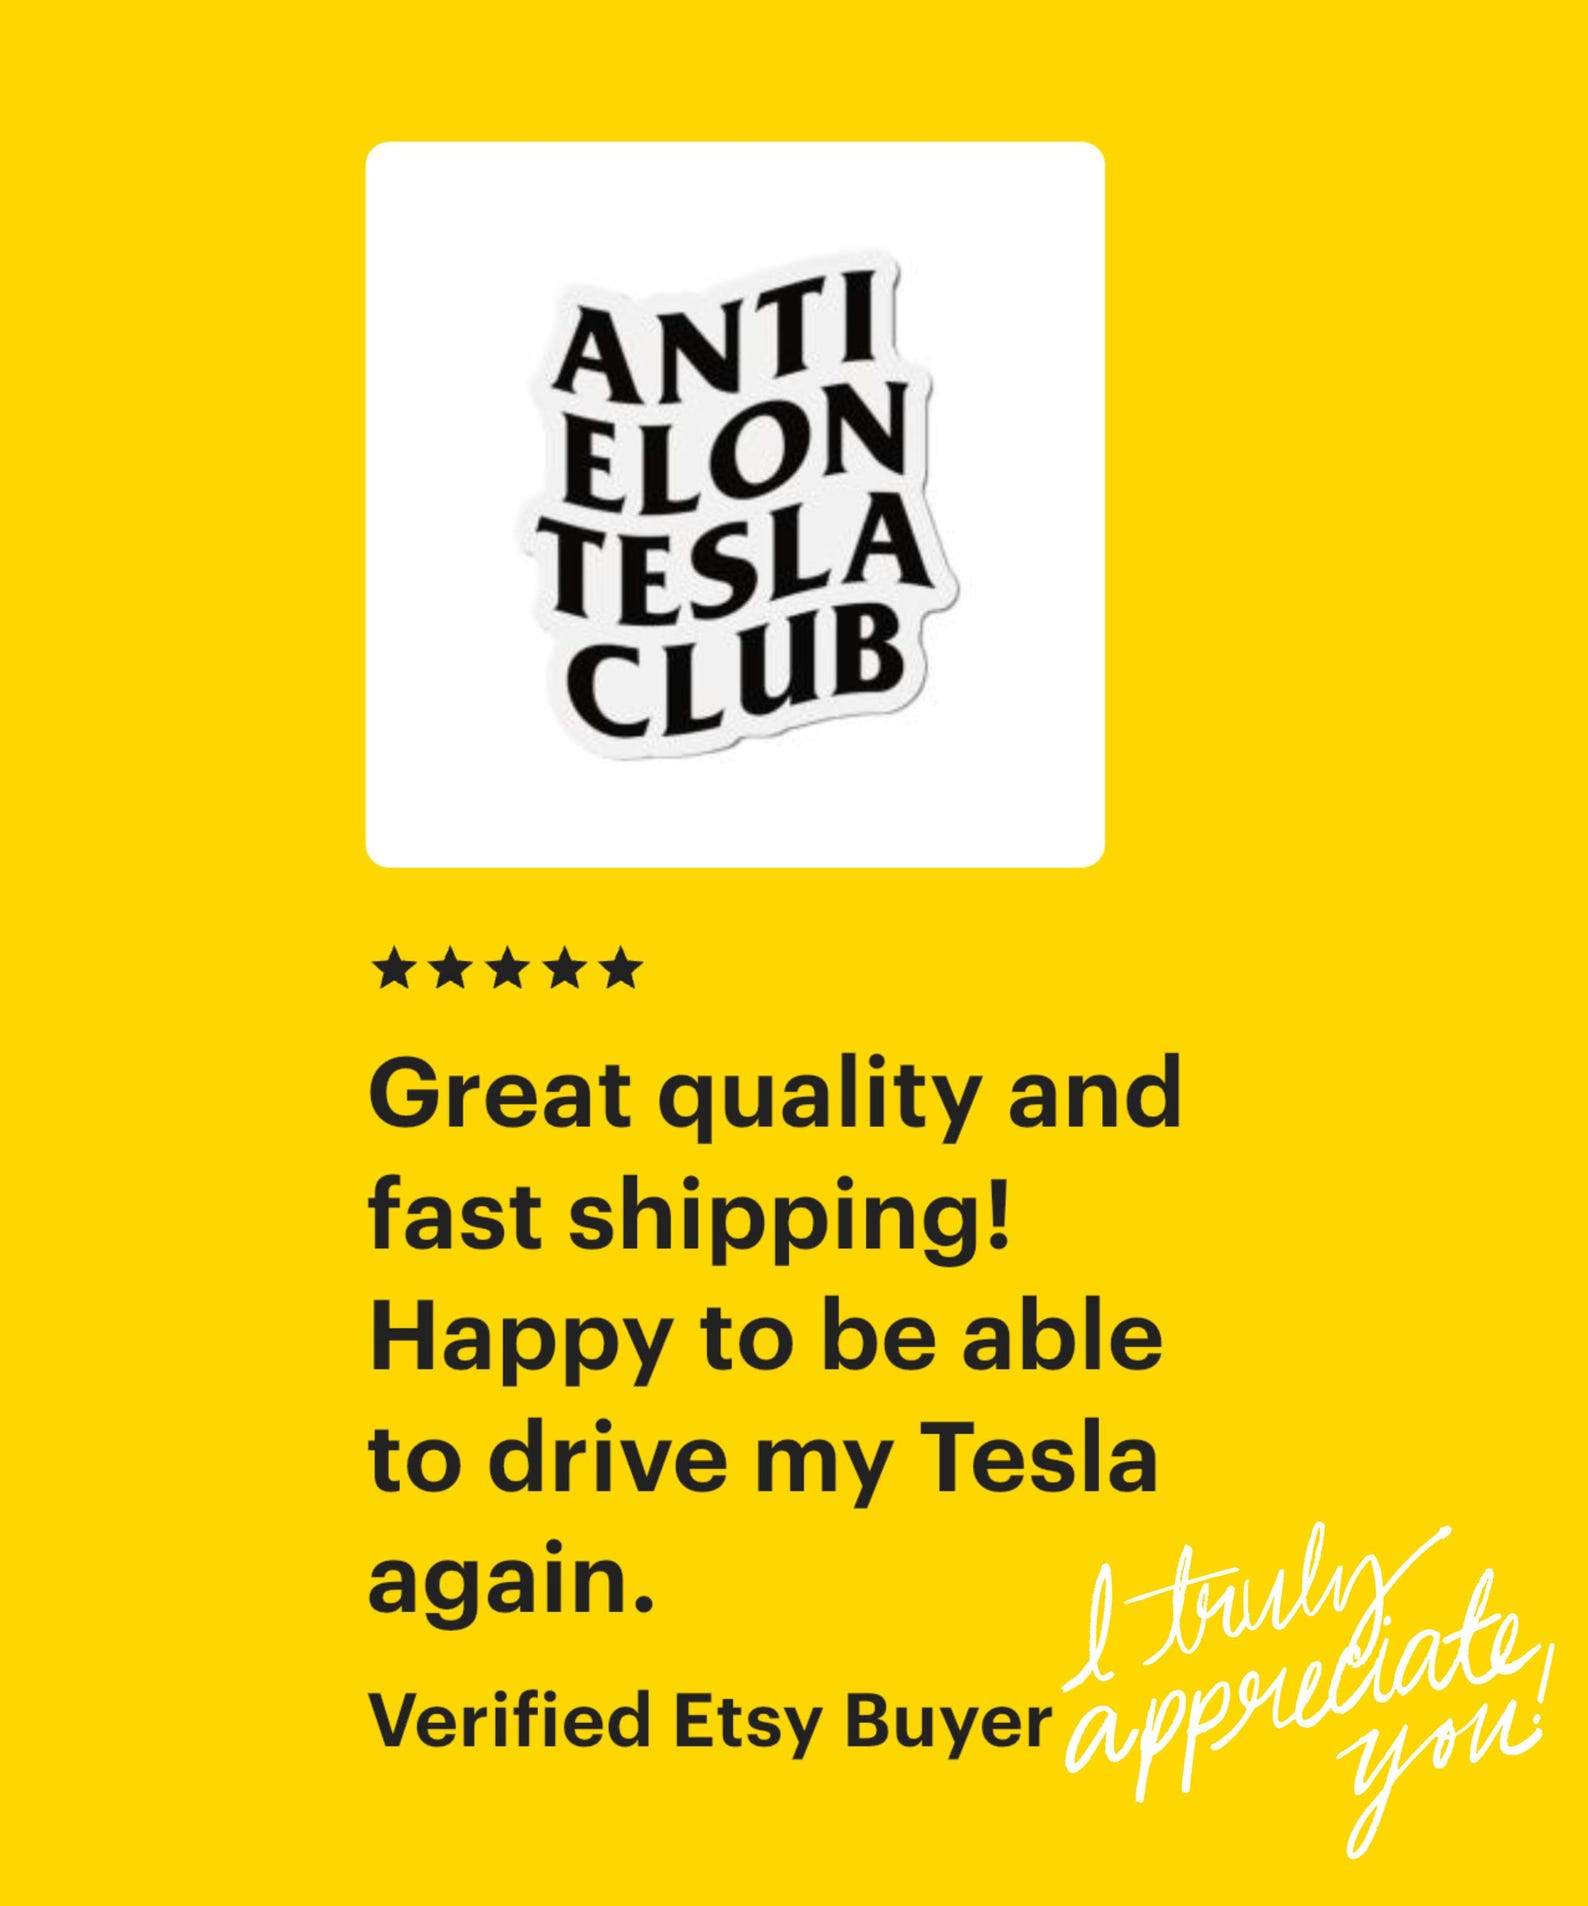 ANTI
ELON
TESLA
CLUB
★★★★★
Great quality and
fast shipping!
Happy to be able
to drive my Tesla
again.
Verified Etsy Buyer
I truly
appreciate
you!